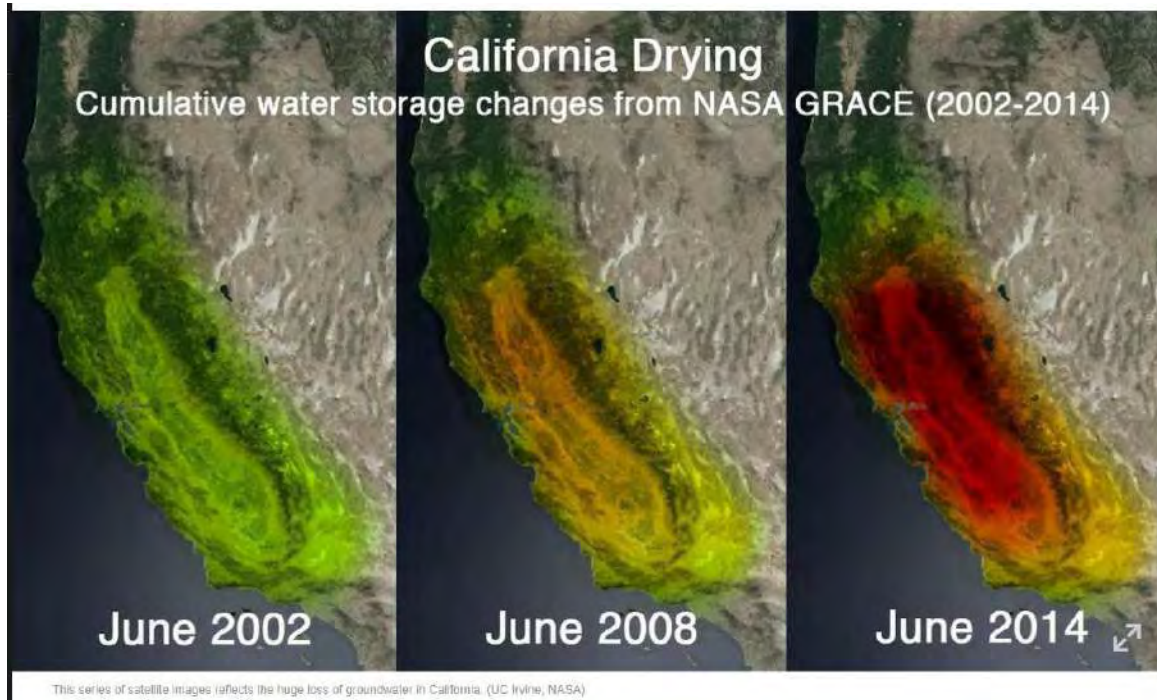 California Drying
Cumulative water storage changes from NASA GRACE (2002-2014)
June 2002
June 2008
June 2014
This series of satellite images reflects the huge loss of groundwater in California. (UC Irvine, NASA)